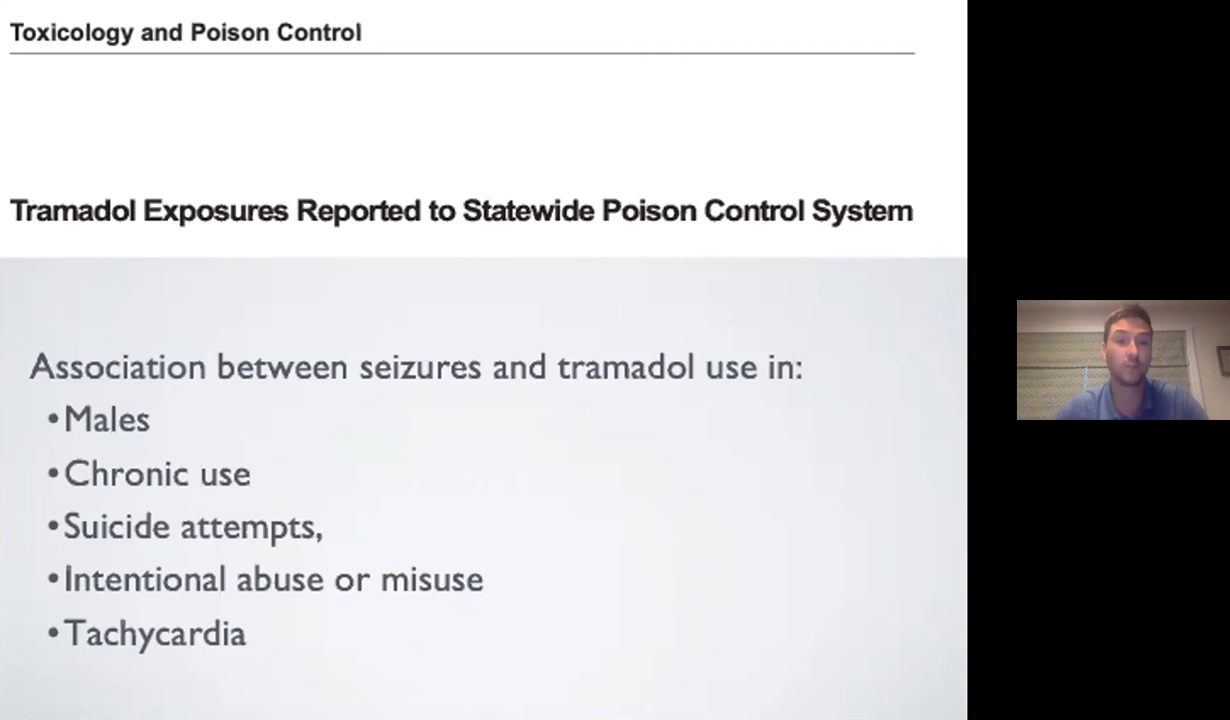 Toxicology and Poison Control
Tramadol Exposures Reported to Statewide Poison Control System
Association between seizures and tramadol use in:
•Males
•Chronic use
•Suicide attempts,
•Intentional abuse or misuse
•Tachycardia